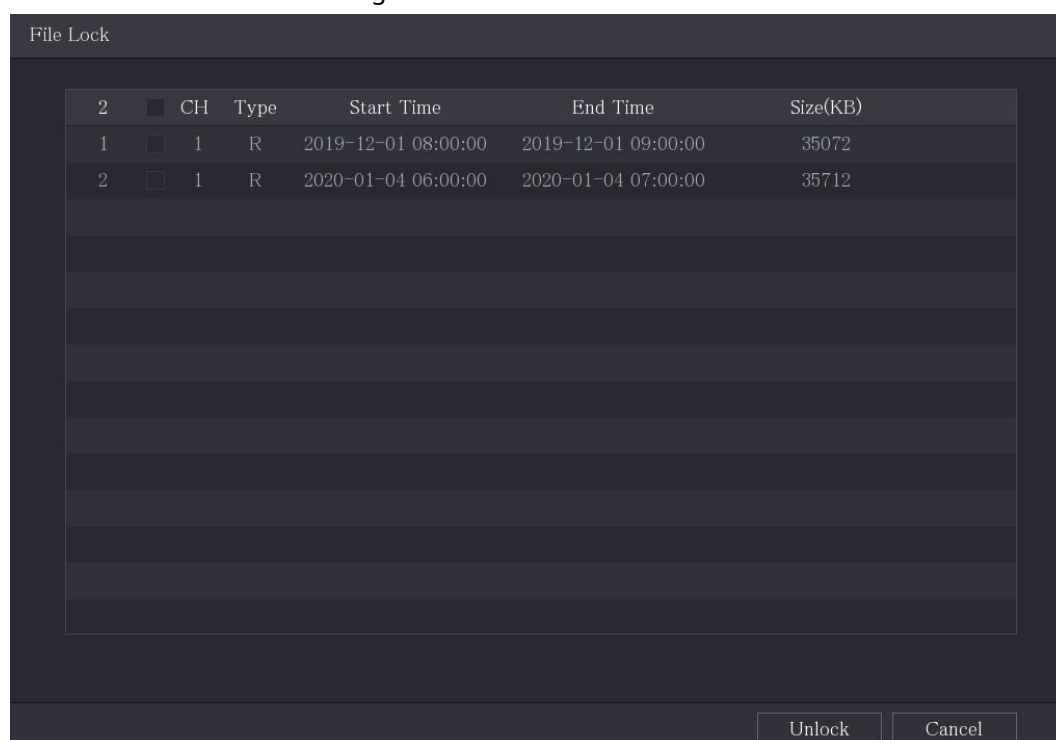 File Lock
2 CH Type Start Time End Time Size(KB)
1 1 R 2019-12-01 08:00:00 2019-12-01 09:00:00 35072
2 1 R 2020-01-04 06:00:00 2020-01-04 07:00:00 35712
Unlock Cancel